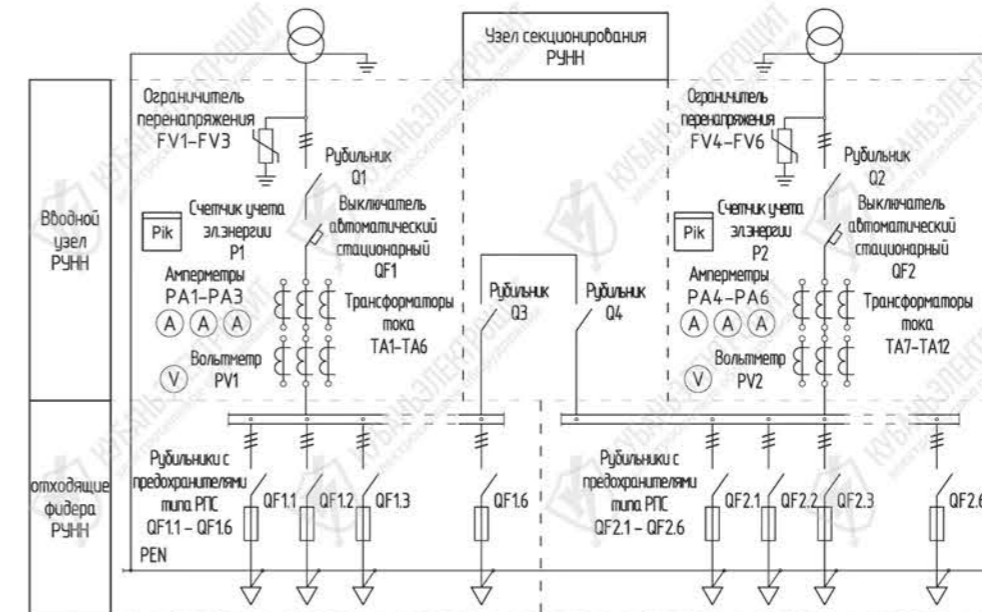 Узел секционирования
РУНН
Ограничитель
перенапряжения
FV1-FV3
Рубильник
Q1
Вводной
узел
РУНН
Pik
Счетчик учета
эл.энергии
P1
Выключатель
автоматический
стационарный
QF1
Амперметры
PA1-PA3
A A A
Трансформаторы
тока
TA1-TA6
Вольтметр
PV1
V
Рубильник
Q3
Рубильник
Q4
Ограничитель
перенапряжения
FV4-FV6
Рубильник
Q2
Pik
Счетчик учета
эл.энергии
P2
Выключатель
автоматический
стационарный
QF2
Амперметры
PA4-PA6
A A A
Трансформаторы
тока
TA7-TA12
Вольтметр
PV2
V
отходящие
фидера
РУНН
Рубильники с
предохранителями
типа РПС
QF1.1 - QF1.6
QF1.1 QF1.2 QF1.3 QF1.6
PEN
Рубильники с
предохранителями
типа РПС
QF2.1 - QF2.6
QF2.1 QF2.2 QF2.3 QF2.6
КУБАНЬЭЛЕКТРОЩИТ